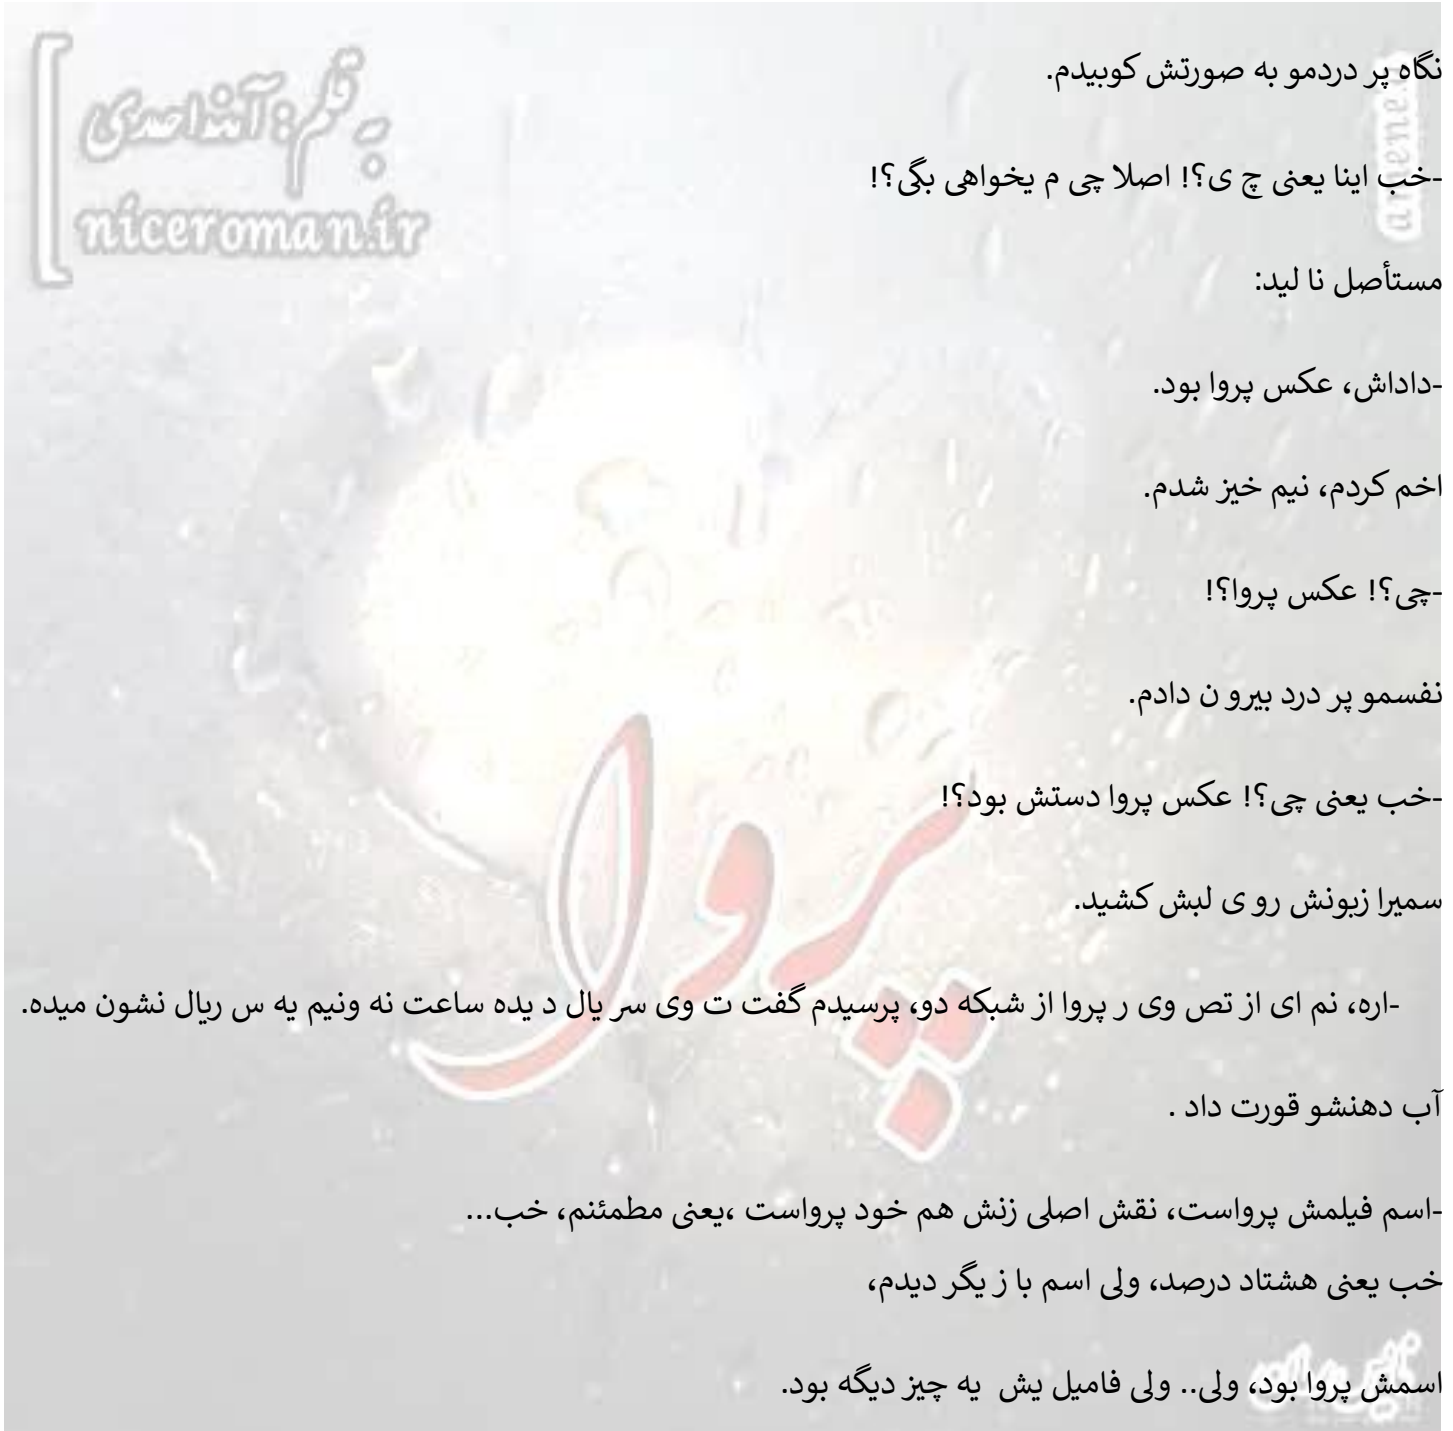 به قلم: آمنه احمدی
niceroman.ir
نگاه پر دردمو به صورتش کوبیدم.
-خب اینا یعنی چ ی؟! اصلا چی م یخواهی بگی؟!
مستأصل نا لید:
-داداش، عکس پروا بود.
اخم کردم، نیم خیز شدم.
-چی؟! عکس پروا؟!
نفسمو پر درد بیرو ن دادم.
-خب یعنی چی؟! عکس پروا دستش بود؟!
سمیرا زبونش رو ی لبش کشید.
-اره، نم ای از تص وی ر پروا از شبکه دو، پرسیدم گفت ت وی سر یال د یده ساعت نه ونیم یه س ریال نشون میده.
آب دهنشو قورت داد .
-اسم فیلمش پرواست، نقش اصلی زنش هم خود پرواست ،یعنی مطمئنم، خب...
خب یعنی هشتاد درصد، ولی اسم با ز یگر دیدم،
اسمش پروا بود، ولی.. ولی فامیل یش یه چیز دیگه بود.
پروا